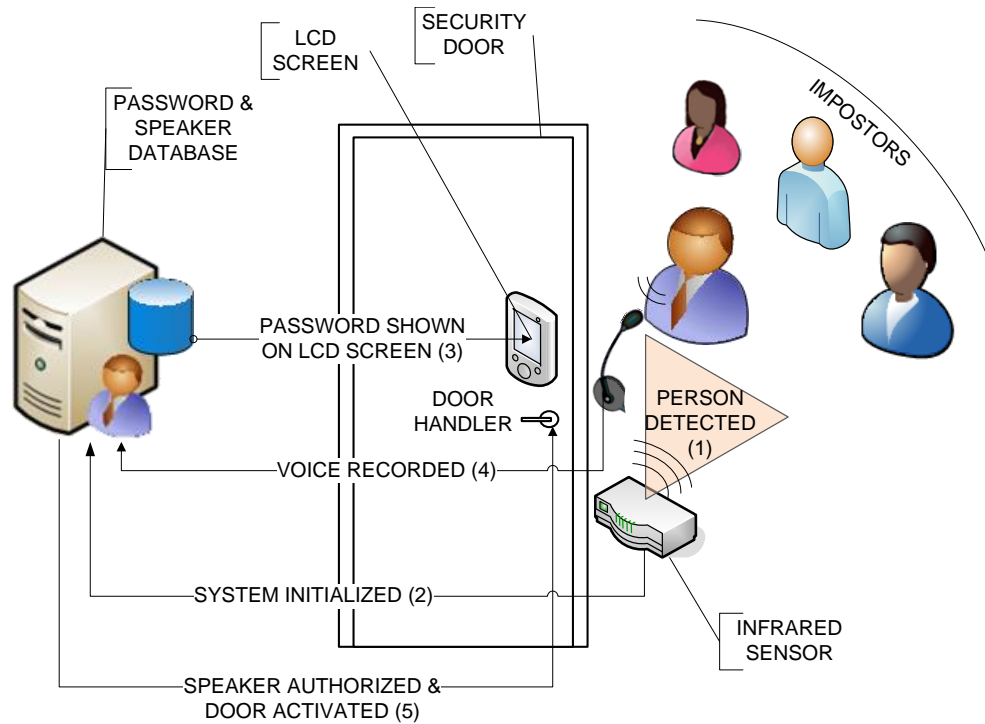 LCD
SCREEN
SECURITY
DOOR
PASSWORD &
SPEAKER
DATABASE
IMPOSTORS
PASSWORD SHOWN
ON LCD SCREEN (3)
DOOR
HANDLER
PERSON
DETECTED
(1)
VOICE RECORDED (4)
SYSTEM INITIALIZED (2)
INFRARED
SENSOR
SPEAKER AUTHORIZED &
DOOR ACTIVATED (5)